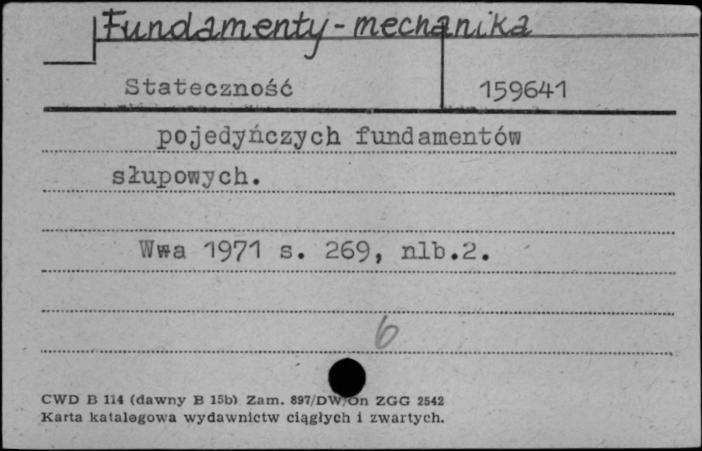 Fundamenty - mechanika
Stateczność 159641
pojedyńczych fundamentów
słupowych.
Wwa 1971 s. 269, nlb.2.
6
CWD B 114 (dawny B 15b) Zam. 897/DW/On ZGG 2542
Karta katalogowa wydawnictw ciągłych i zwartych.